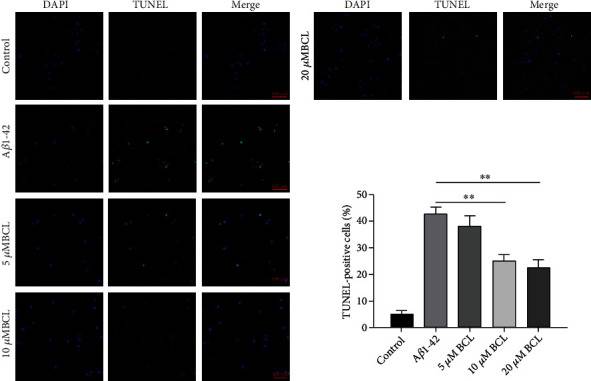 DAPI TUNEL Merge
Control
Aβ1-42
5 μMBCL
10 μMBCL
DAPI TUNEL Merge
20 μMBCL
**
**
TUNEL-positive cells (%)
50
40
30
20
10
0
Control
Aβ1-42
5 μM BCL
10 μM BCL
20 μM BCL